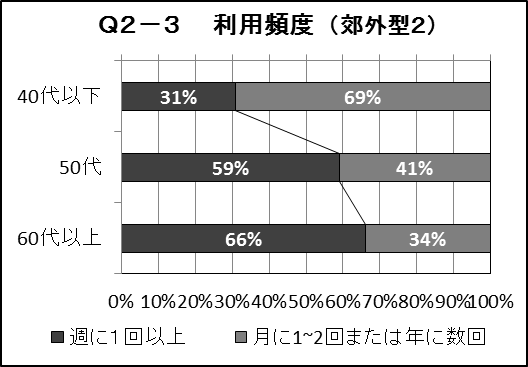 Q2－3　利用頻度（郊外型2）
40代以下 31% 69%
50代 59% 41%
60代以上 66% 34%
0% 10% 20% 30% 40% 50% 60% 70% 80% 90% 100%
週に1回以上 月に1~2回または年に数回